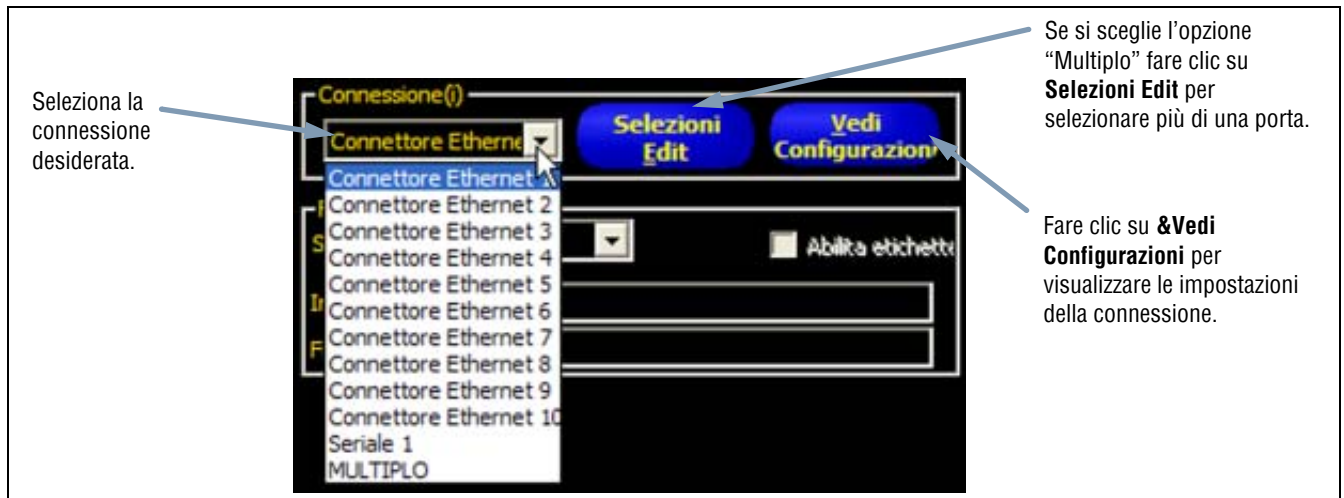 Seleziona la
connessione
desiderata.
Connessione(i)
Connettore Etherne
Selezioni
Edit
Vedi
Configurazion
Connettore Ethernet 1
Connettore Ethernet 2
Connettore Ethernet 3
Connettore Ethernet 4
Connettore Ethernet 5
Connettore Ethernet 6
Connettore Ethernet 7
Connettore Ethernet 8
Connettore Ethernet 9
Connettore Ethernet 10
Seriale 1
MULTIPLO
Abilita etichette
Se si sceglie l’opzione
“Multiplo” fare clic su
Selezioni Edit per
selezionare più di una porta.
Fare clic su &Vedi
Configurazioni per
visualizzare le impostazioni
della connessione.